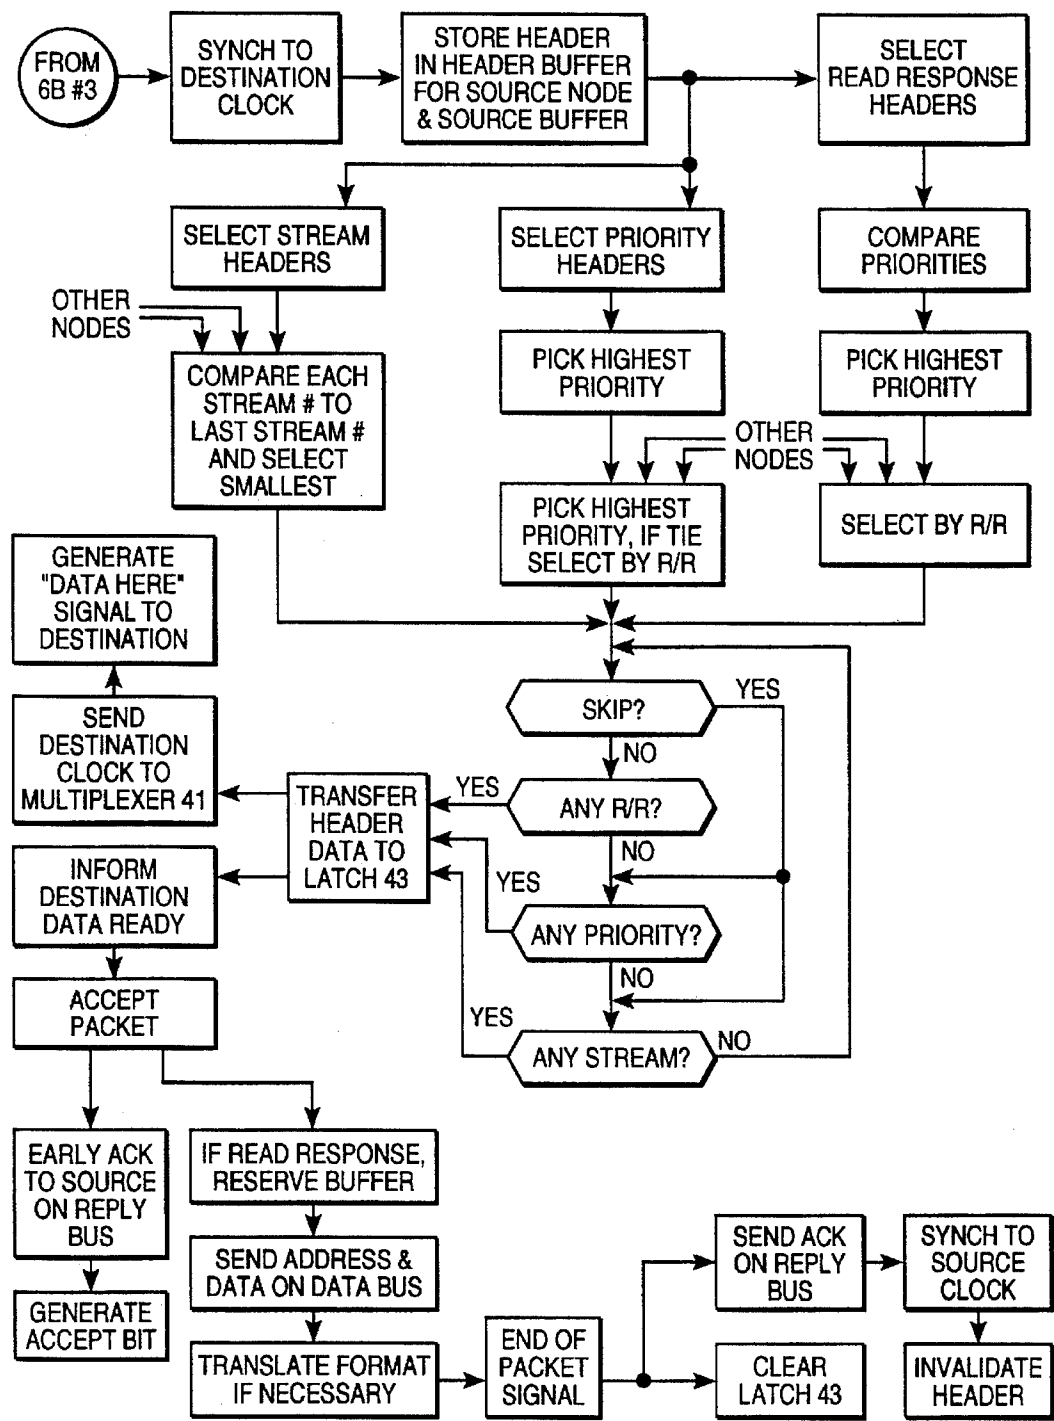 FROM
6B #3
SYNCH TO
DESTINATION
CLOCK
STORE HEADER
IN HEADER BUFFER
FOR SOURCE NODE
& SOURCE BUFFER
SELECT
READ RESPONSE
HEADERS
SELECT STREAM
HEADERS
SELECT PRIORITY
HEADERS
COMPARE
PRIORITIES
OTHER
NODES
PICK HIGHEST
PRIORITY
PICK HIGHEST
PRIORITY
COMPARE EACH
STREAM # TO
LAST STREAM #
AND SELECT
SMALLEST
OTHER
NODES
PICK HIGHEST
PRIORITY, IF TIE
SELECT BY R/R
SELECT BY R/R
GENERATE
"DATA HERE"
SIGNAL TO
DESTINATION
SKIP?
YES
NO
SEND
DESTINATION
CLOCK TO
MULTIPLEXER 41
TRANSFER
HEADER
DATA TO
LATCH 43
YES
ANY R/R?
NO
INFORM
DESTINATION
DATA READY
YES
ANY PRIORITY?
NO
ACCEPT
PACKET
YES
ANY STREAM?
NO
EARLY ACK
TO SOURCE
ON REPLY
BUS
IF READ RESPONSE,
RESERVE BUFFER
GENERATE
ACCEPT BIT
SEND ADDRESS &
DATA ON DATA BUS
TRANSLATE FORMAT
IF NECESSARY
END OF
PACKET
SIGNAL
SEND ACK
ON REPLY
BUS
SYNCH TO
SOURCE
CLOCK
CLEAR
LATCH 43
INVALIDATE
HEADER